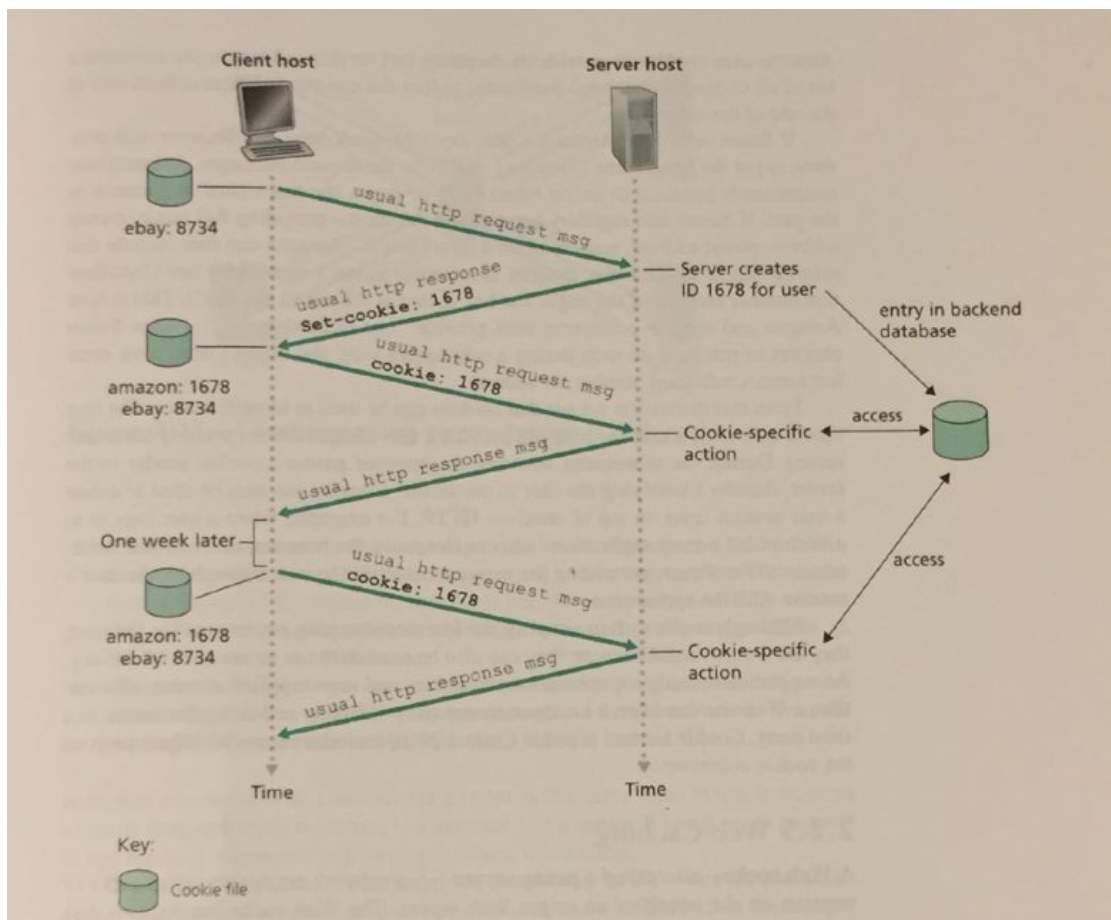 Client host
Server host
ebay: 8734
usual http request msg
Server creates
ID 1678 for user
usual http response
Set-cookie: 1678
entry in backend
database
amazon: 1678
ebay: 8734
usual http request msg
cookie: 1678
Cookie-specific
action
access
usual http response msg
One week later
access
amazon: 1678
ebay: 8734
usual http request msg
cookie: 1678
Cookie-specific
action
usual http response msg
Time
Time
Key:
Cookie file